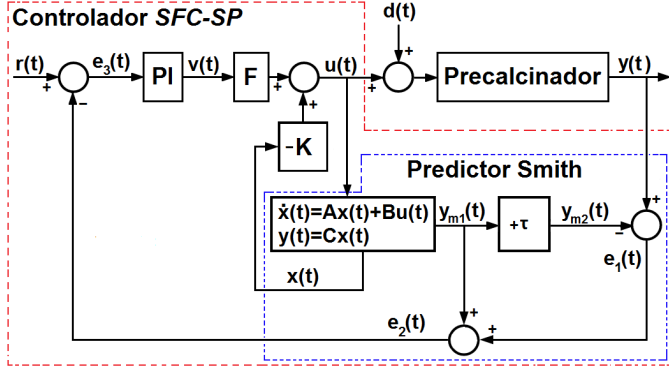 Controlador SFC-SP
d(t)
r(t)
+
−
e₃(t)
PI
v(t)
F
+
+
u(t)
+
+
Precalcinador
y(t)
−K
Predictor Smith
ẋ(t)=Ax(t)+Bu(t)
y(t)=Cx(t)
yₘ₁(t)
+τ
yₘ₂(t)
+
−
x(t)
e₁(t)
e₂(t)
+
+